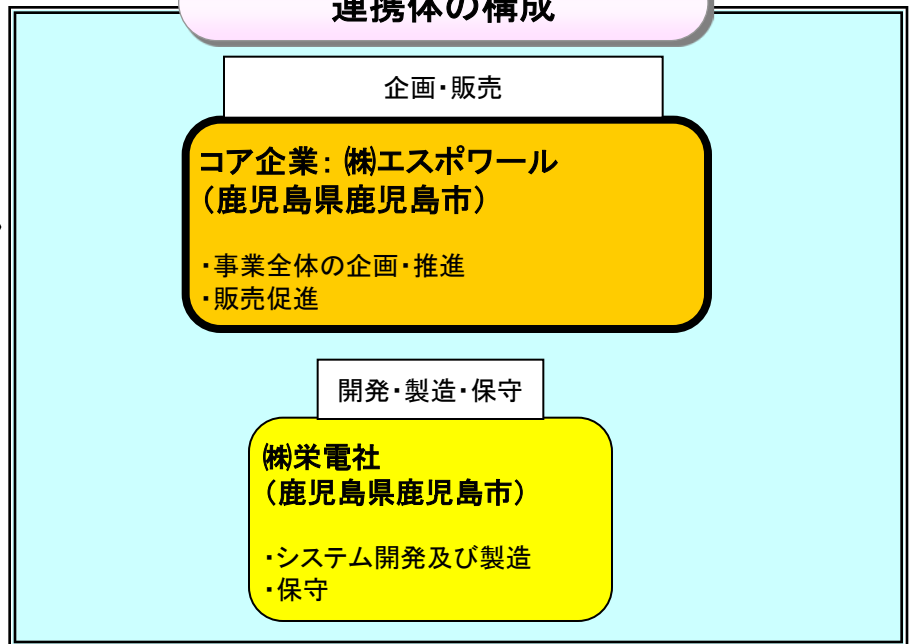 連携体の構成
企画・販売
コア企業：㈱エスポワール
（鹿児島県鹿児島市）
・事業全体の企画・推進
・販売促進
開発・製造・保守
㈱栄電社
（鹿児島県鹿児島市）
・システム開発及び製造
・保守